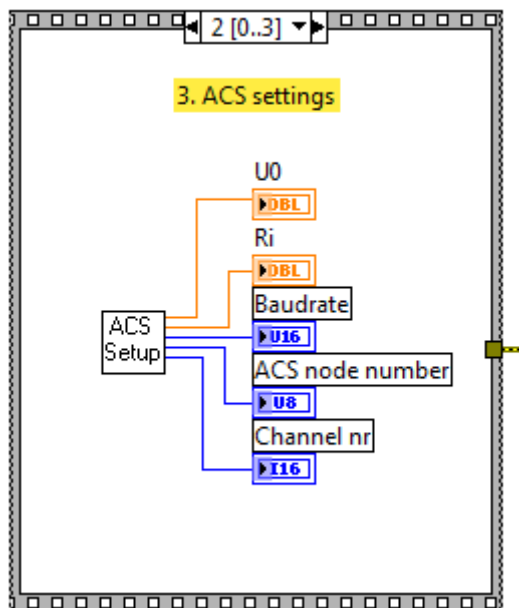 2 [0..3]
3. ACS settings
U0
DBL
Ri
DBL
Baudrate
U16
ACS node number
U8
Channel nr
I16
ACS
Setup